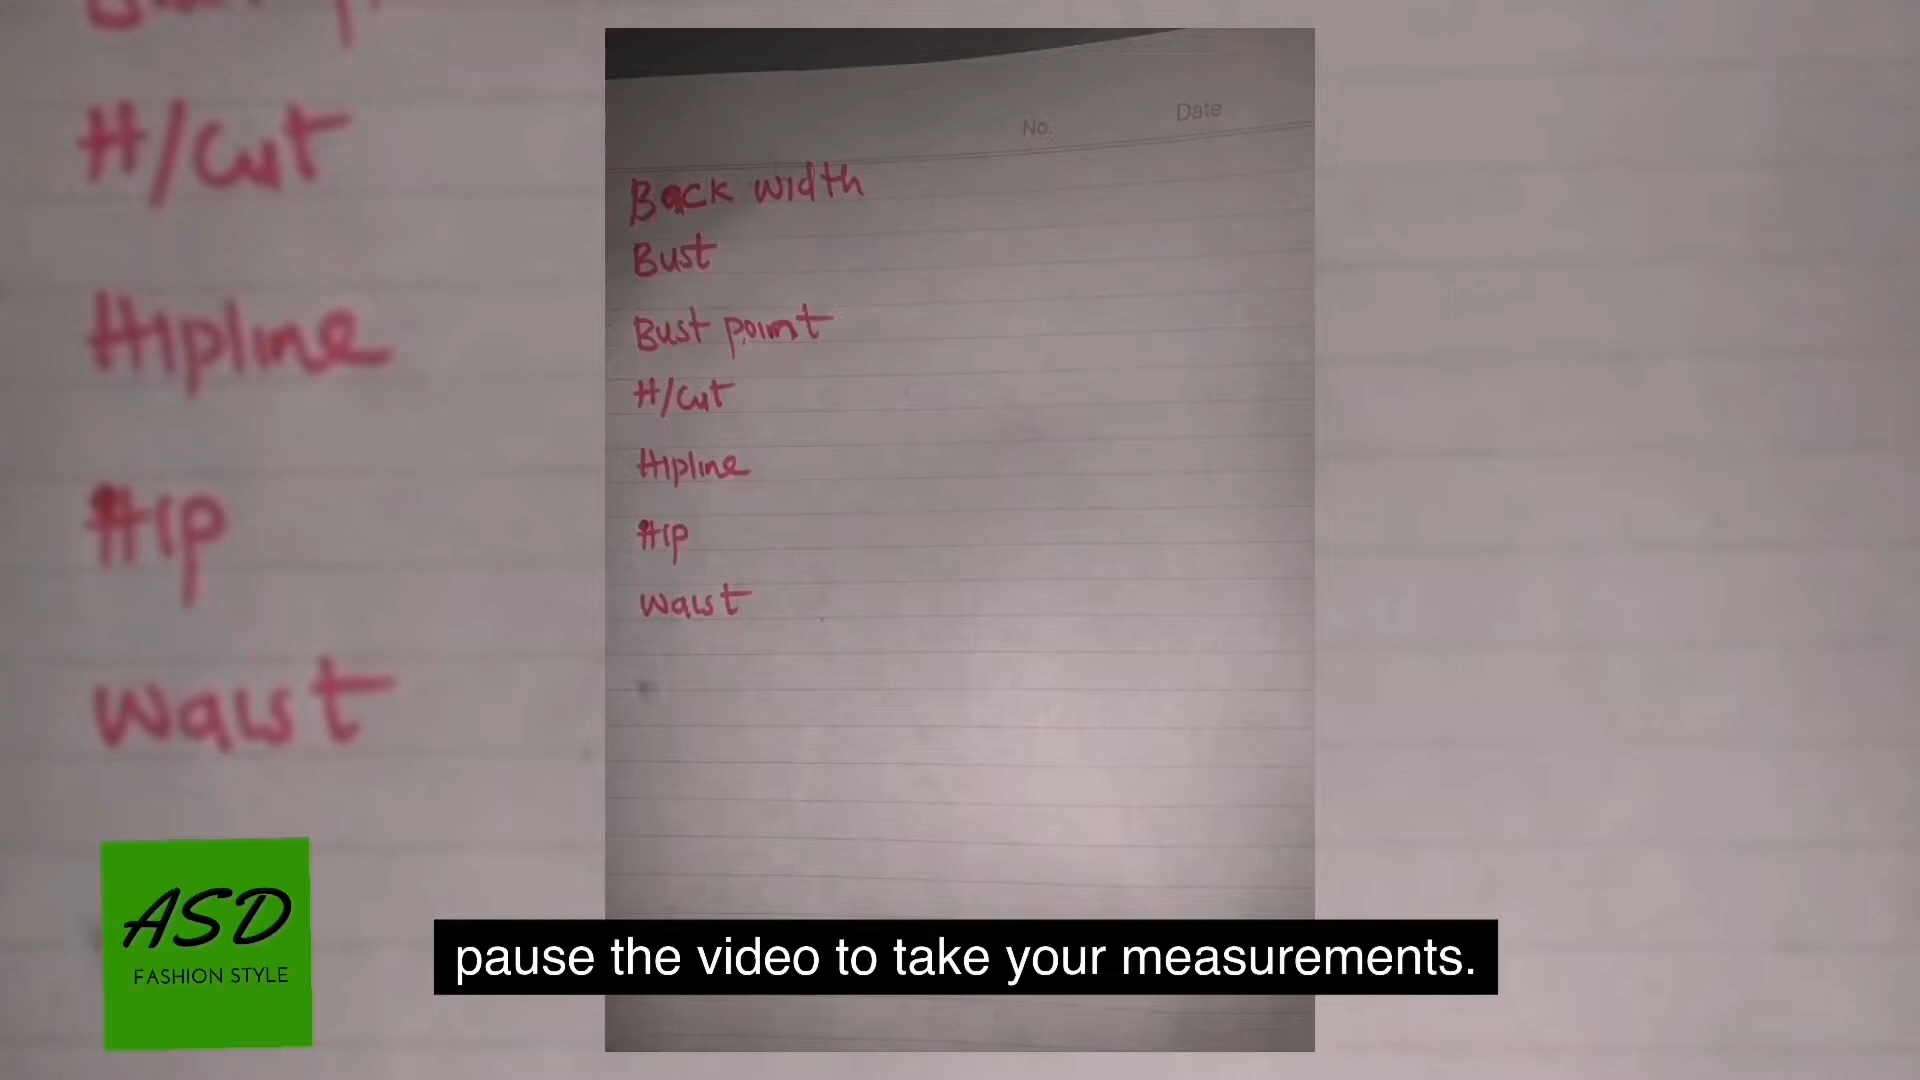 No. Date
Back width
Bust
Bust point
H/Cut
Hipline
Hip
Waist
H/Cut
Hipline
Hip
Waist
ASD
FASHION STYLE
pause the video to take your measurements.